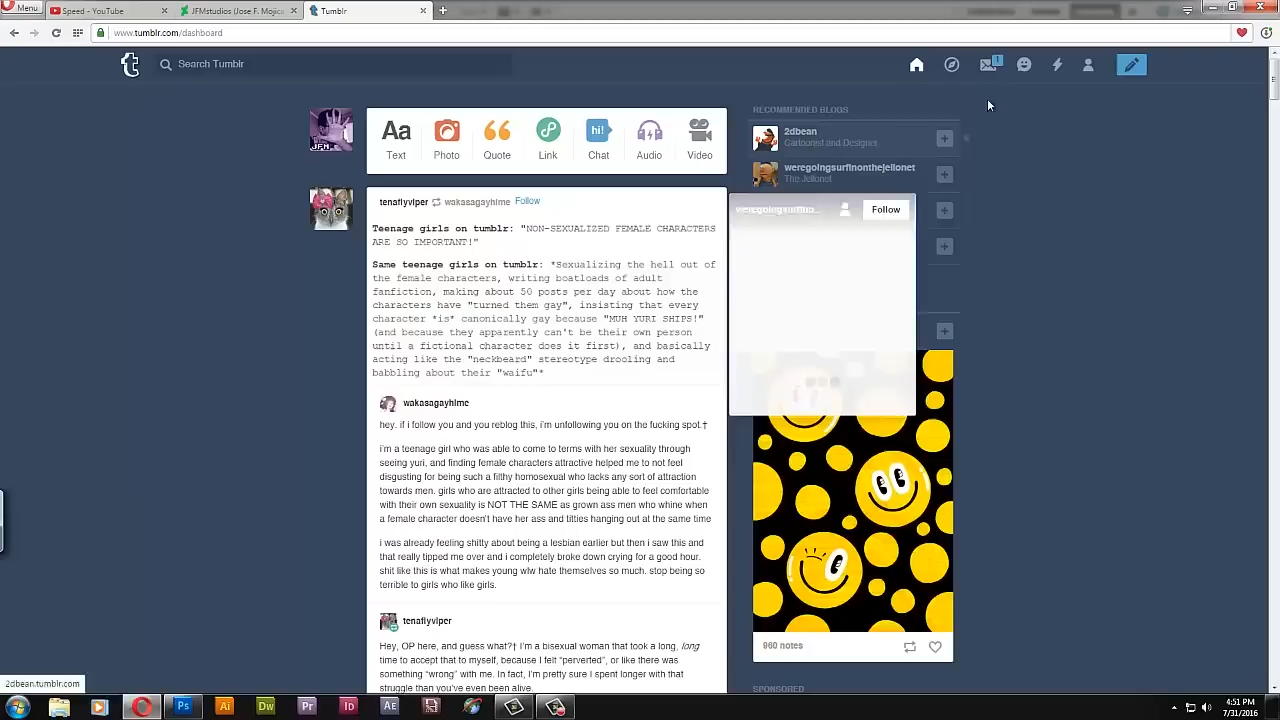 Menu
Speed - YouTube
JFMstudios (Jose F. Mojica
Tumblr
www.tumblr.com/dashboard
Search Tumblr
1
RECOMMENDED BLOGS
2dbean
Cartoonist and Designer
weregoingsurfinonthejellonet
The Jellonet
JFM
Aa
hi!
Text
Photo
Quote
Link
Chat
Audio
Video
tenaflyviper wakasagayhime Follow
Follow
Teenage girls on tumblr: "NON-SEXUALIZED FEMALE CHARACTERS
ARE SO IMPORTANT!"
Same teenage girls on tumblr: *Sexualizing the hell out of
the female characters, writing boatloads of adult
fanfiction, making about 50 posts per day about how the
characters have "turned them gay", insisting that every
character *is* canonically gay because "MUH YURI SHIPS!"
(and because they apparently can't be their own person
until a fictional character does it first), and basically
acting like the "neckbeard" stereotype drooling and
babbling about their "waifu"*
wakasagayhime
hey. if i follow you and you reblog this, i'm unfollowing you on the fucking spot.†
i'm a teenage girl who was able to come to terms with her sexuality through
seeing yuri, and finding female characters attractive helped me to not feel
disgusting for being such a filthy homosexual who lacks any sort of attraction
towards men. girls who are attracted to other girls being able to feel comfortable
with their own sexuality is NOT THE SAME as grown ass men who whine when
a female character doesn't have her ass and titties hanging out at the same time
i was already feeling shitty about being a lesbian earlier but then i saw this and
that really tipped me over and i completely broke down crying for a good hour.
shit like this is what makes young wlw hate themselves so much. stop being so
terrible to girls who like girls.
tenaflyviper
Hey, OP here, and guess what?† I'm a bisexual woman that took a long, long
time to accept that to myself, because I felt "perverted", or like there was
something "wrong" with me. In fact, I'm pretty sure I spent longer with that
struggle than you've even been alive.
960 notes
SPONSORED
2dbean.tumblr.com
Ps
Ai
Dw
Pr
Id
AE
4:51 PM
7/31/2016